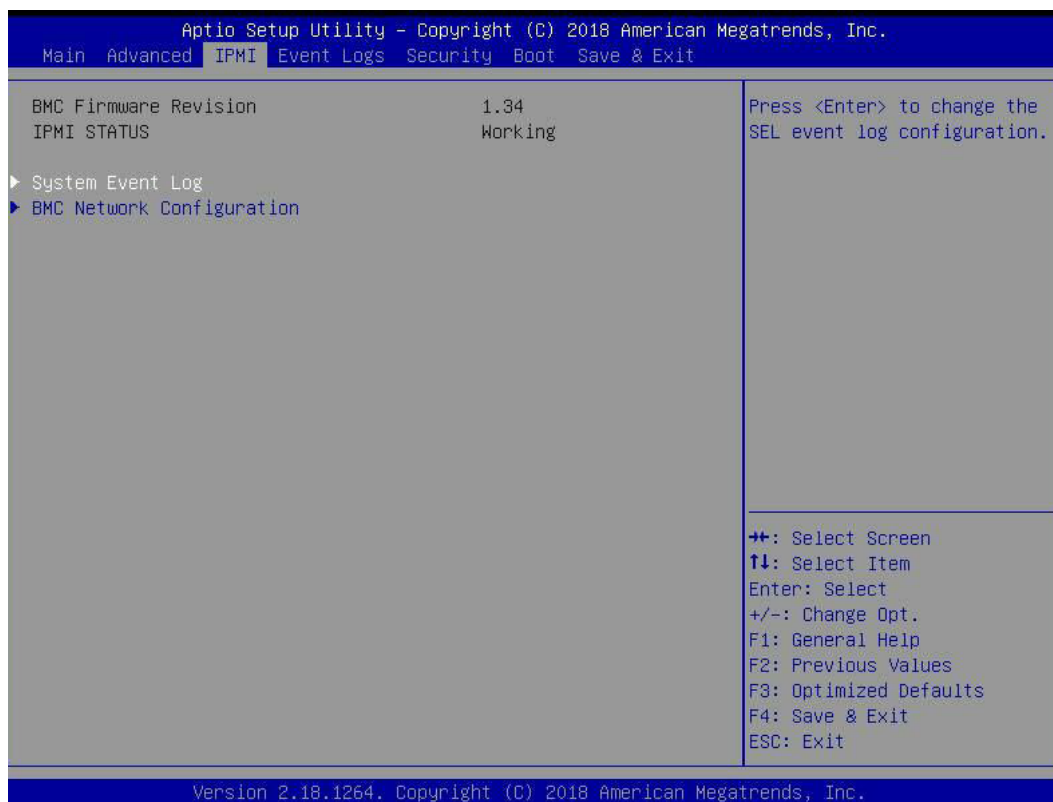 Aptio Setup Utility – Copyright (C) 2018 American Megatrends, Inc.
Main Advanced IPMI Event Logs Security Boot Save & Exit
BMC Firmware Revision 1.34
IPMI STATUS Working
System Event Log
BMC Network Configuration
Press <Enter> to change the
SEL event log configuration.
→←: Select Screen
↑↓: Select Item
Enter: Select
+/-: Change Opt.
F1: General Help
F2: Previous Values
F3: Optimized Defaults
F4: Save & Exit
ESC: Exit
Version 2.18.1264. Copyright (C) 2018 American Megatrends, Inc.